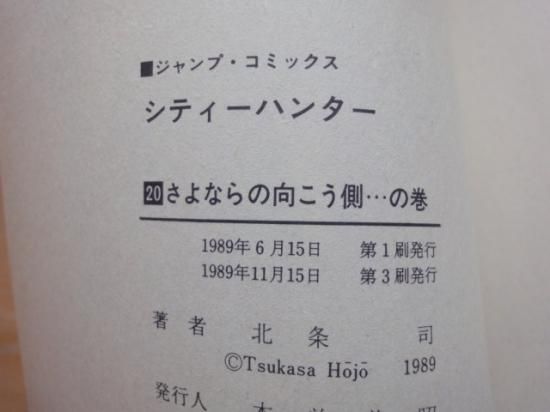 ■ジャンプ・コミックス
シティーハンター
20さよならの向こう側…の巻
1989年6月15日 第1刷発行
1989年11月15日 第3刷発行
著者 北条 司
©Tsukasa Hōjō 1989
発行人